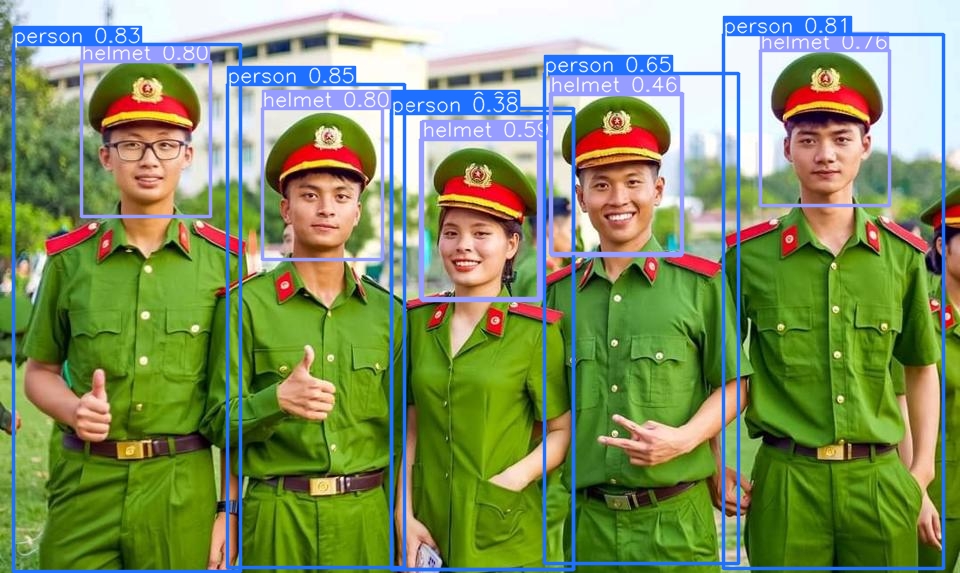 person 0.83
helmet 0.80
person 0.85
helmet 0.80
person 0.38
helmet 0.59
person 0.65
helmet 0.46
person 0.81
helmet 0.76